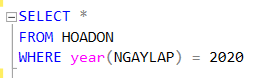 SELECT *
FROM HOADON
WHERE year(NGAYLAP) = 2020